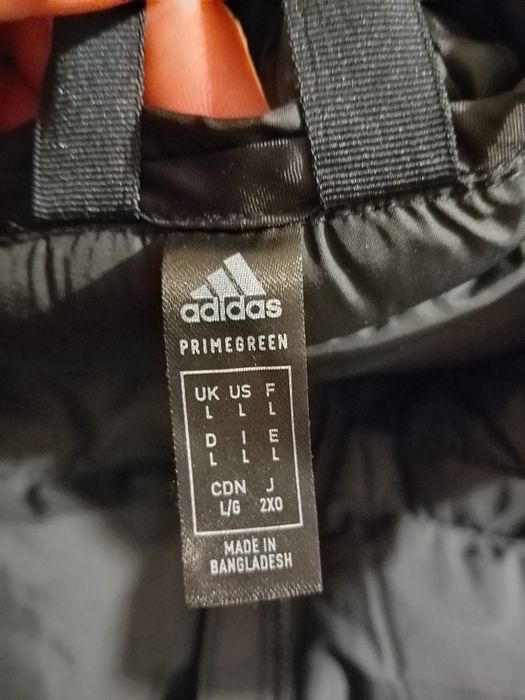 adidas
PRIMEGREEN
UK US F
L L L
D I E
L L L
CDN J
L/G 2XO
MADE IN
BANGLADESH